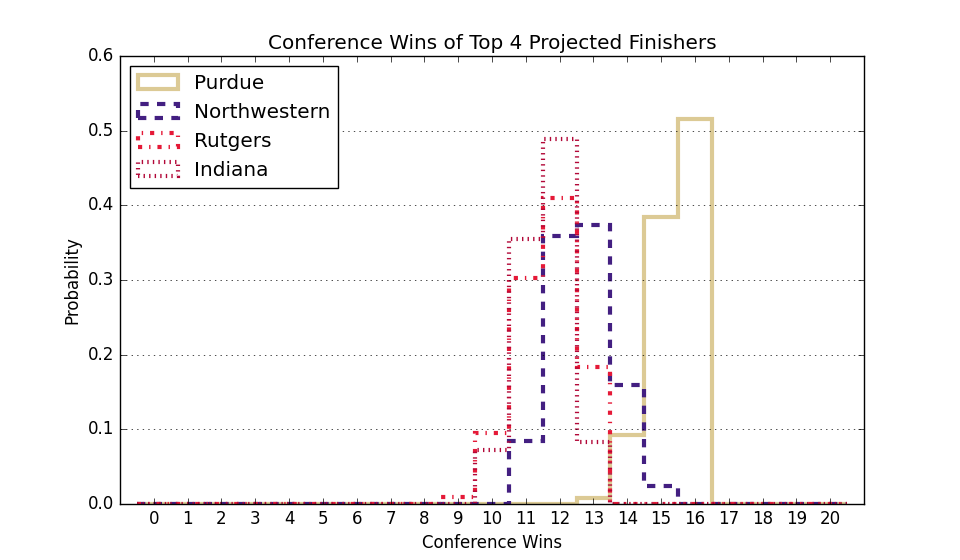 Conference Wins of Top 4 Projected Finishers
0.6
Purdue
Northwestern
Rutgers
Indiana
0.5
0.4
0.3
0.2
0.1
0.0
Probability
0 1 2 3 4 5 6 7 8 9 10 11 12 13 14 15 16 17 18 19 20
Conference Wins